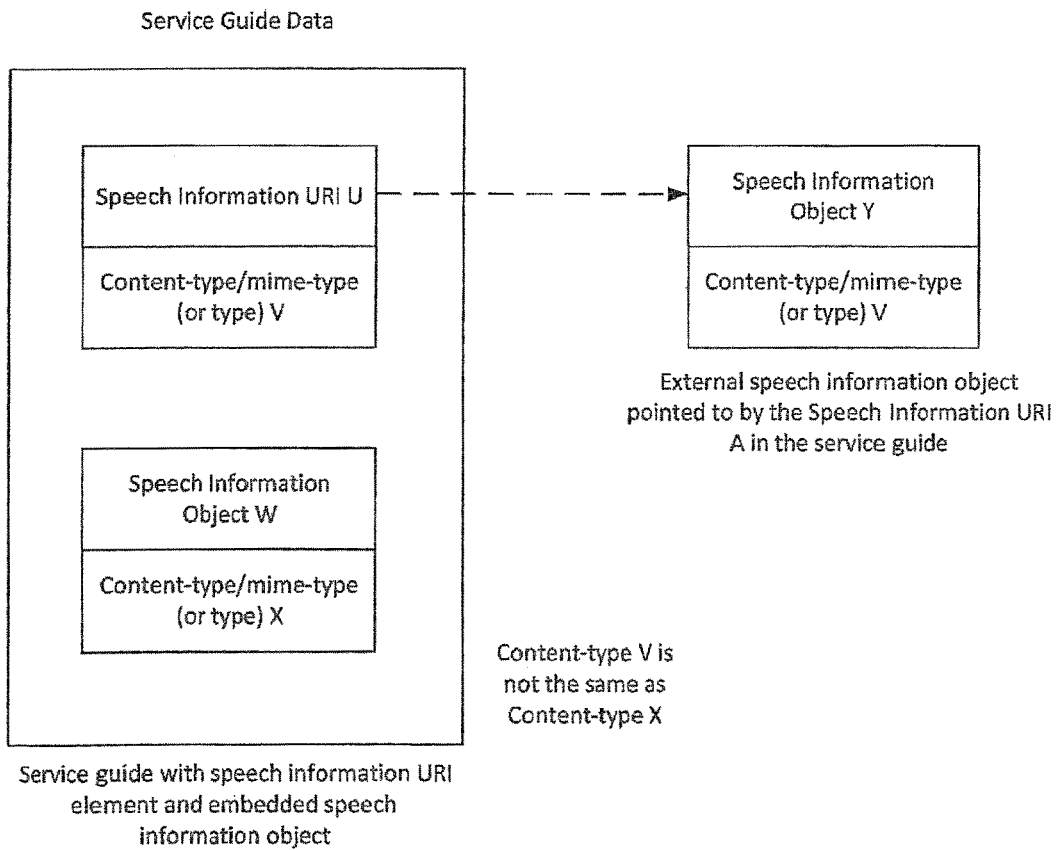 Service Guide Data
Speech Information URI U
Content-type/mime-type
(or type) V
Speech Information
Object Y
Content-type/mime-type
(or type) V
External speech information object
pointed to by the Speech Information URI
A in the service guide
Speech Information
Object W
Content-type/mime-type
(or type) X
Content-type V is
not the same as
Content-type X
Service guide with speech information URI
element and embedded speech
information object